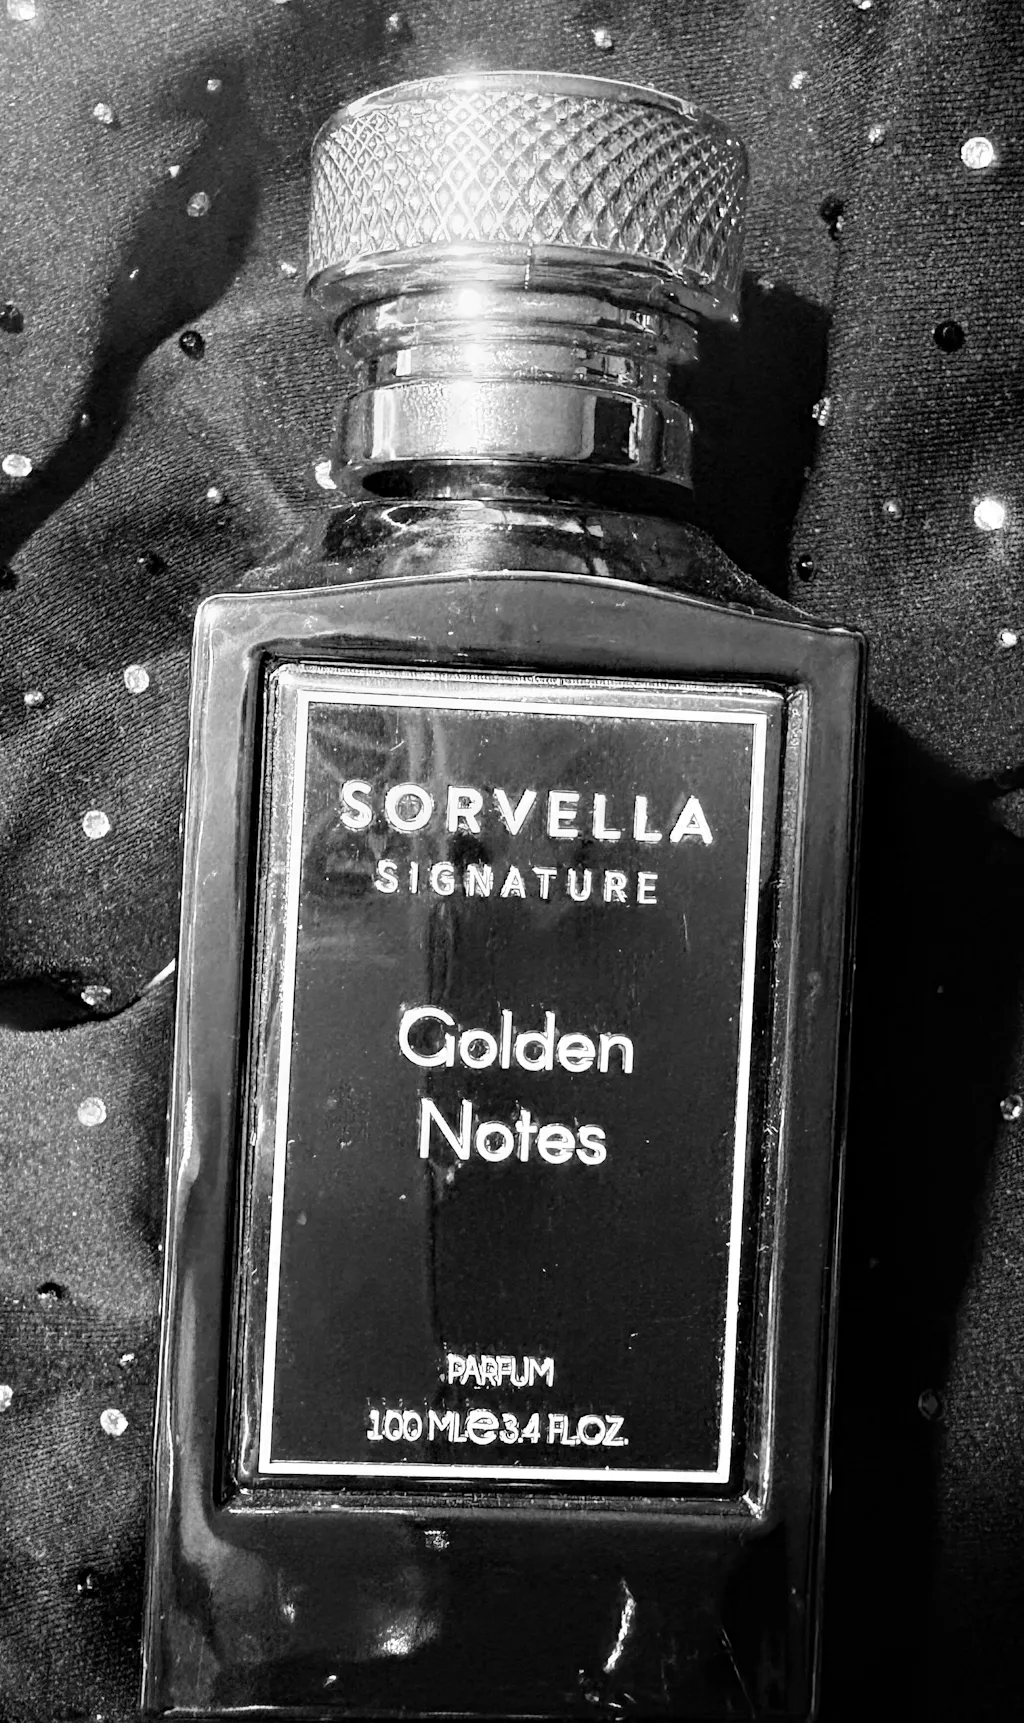 SORVELLA
SIGNATURE
Golden
Notes
PARFUM
100 ML e 3.4 FL.OZ.